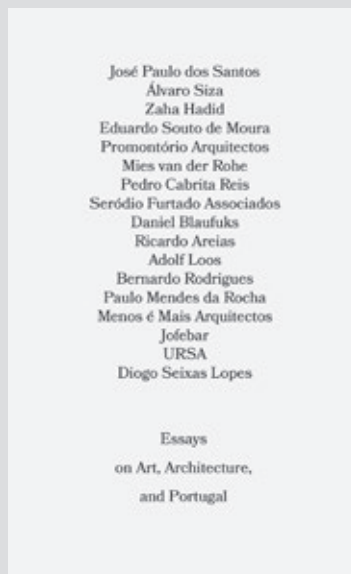 José Paulo dos Santos
Álvaro Siza
Zaha Hadid
Eduardo Souto de Moura
Promontório Arquitectos
Mies van der Rohe
Pedro Cabrita Reis
Seródio Furtado Associados
Daniel Blaufuks
Ricardo Areias
Adolf Loos
Bernardo Rodrigues
Paulo Mendes da Rocha
Menos é Mais Arquitectos
Jofebar
URSA
Diogo Seixas Lopes
Essays
on Art, Architecture,
and Portugal